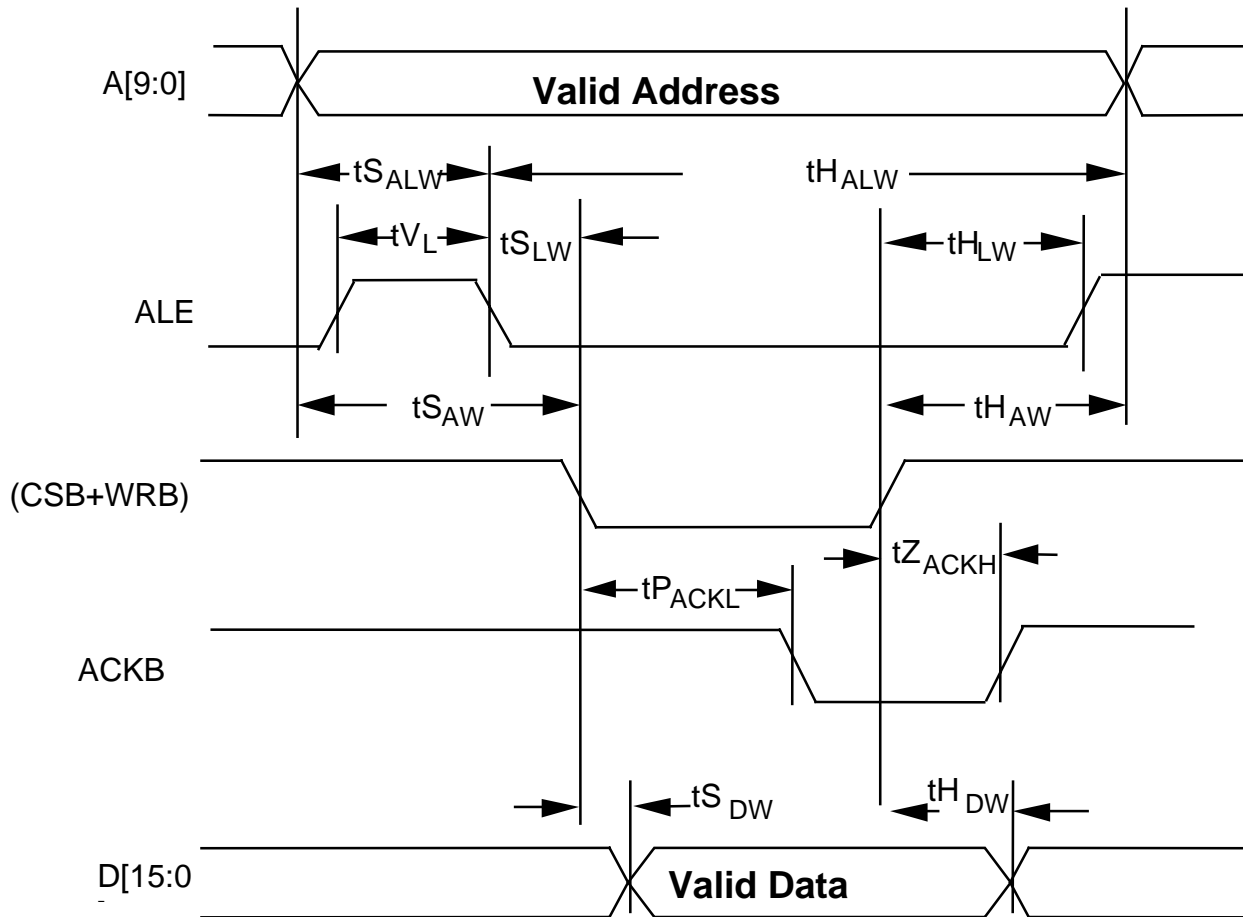 A[9:0]
Valid Address
tSALW
tHALW
tVL
tSLW
tHLW
ALE
tSAW
tHAW
(CSB+WRB)
tZACKH
tPACKL
ACKB
tSDW
tHDW
D[15:0
Valid Data